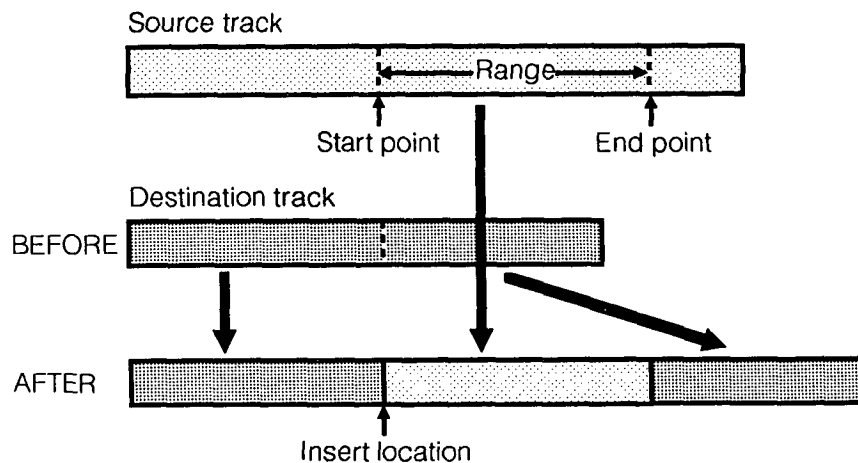 Source track
Range
Start point
End point
Destination track
BEFORE
AFTER
Insert location